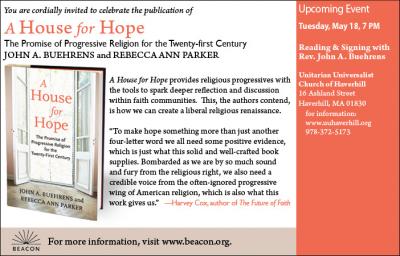 You are cordially invited to celebrate the publication of
A House for Hope
The Promise of Progressive Religion for the Twenty-first Century
JOHN A. BUEHRENS and REBECCA ANN PARKER
A House for Hope provides religious progressives with
the tools to spark deeper reflection and discussion
within faith communities. This, the authors contend,
is how we can create a liberal religious renaissance.
"To make hope something more than just another
four-letter word we all need some positive evidence,
which is just what this solid and well-crafted book
supplies. Bombarded as we are by so much sound
and fury from the religious right, we also need a
credible voice from the often-ignored progressive
wing of American religion, which is also what this
work gives us." —Harvey Cox, author of The Future of Faith
A
House
for
Hope
The Promise of Progressive
Religion for the
Twenty-first Century
JOHN A. BUEHRENS and
REBECCA ANN PARKER
BEACON
For more information, visit www.beacon.org.
Upcoming Event
Tuesday, May 18, 7 PM
Reading & Signing with
Rev. John A. Buehrens
Unitarian Universalist
Church of Haverhill
16 Ashland Street
Haverhill, MA 01830
for information:
www.uuhaverhill.org
978-372-5173